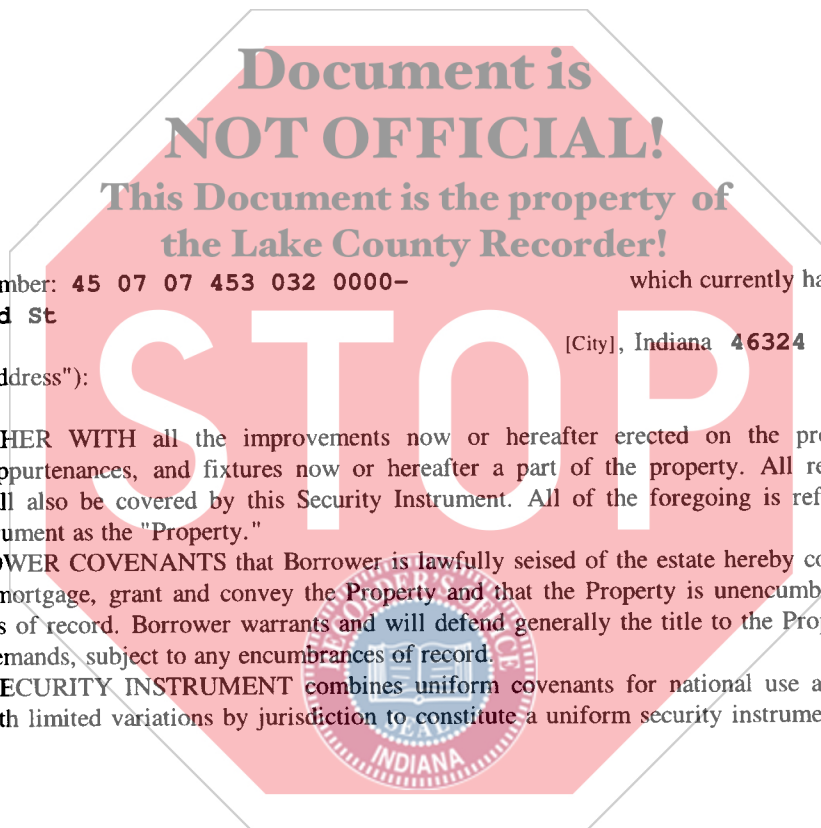 Document is
NOT OFFICIAL!
This Document is the property of
the Lake County Recorder!
mber: 45 07 07 453 032 0000- which currently ha
d St
[City], Indiana 46324
ddress"):
STOP
HER WITH all the improvements now or hereafter erected on the pro
ppurtenances, and fixtures now or hereafter a part of the property. All re
ll also be covered by this Security Instrument. All of the foregoing is ref
ument as the "Property."
OWER COVENANTS that Borrower is lawfully seised of the estate hereby co
mortgage, grant and convey the Property and that the Property is unencumb
s of record. Borrower warrants and will defend generally the title to the Prop
emands, subject to any encumbrances of record.
ECURITY INSTRUMENT combines uniform covenants for national use a
th limited variations by jurisdiction to constitute a uniform security instrume
RECORDER'S OFFICE
SEAL
INDIANA